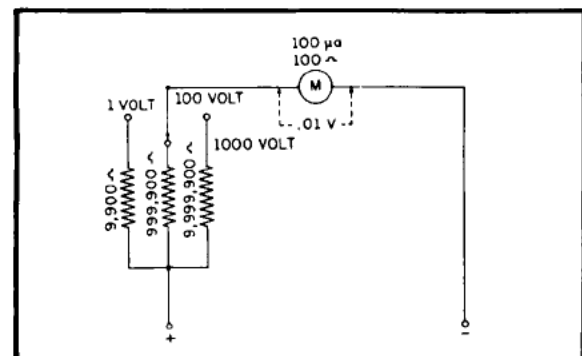 100 μa
100 ⌢
M
.01 V
1 VOLT
100 VOLT
1000 VOLT
9,900 ⌢
999,900 ⌢
9,999,900 ⌢
+
−